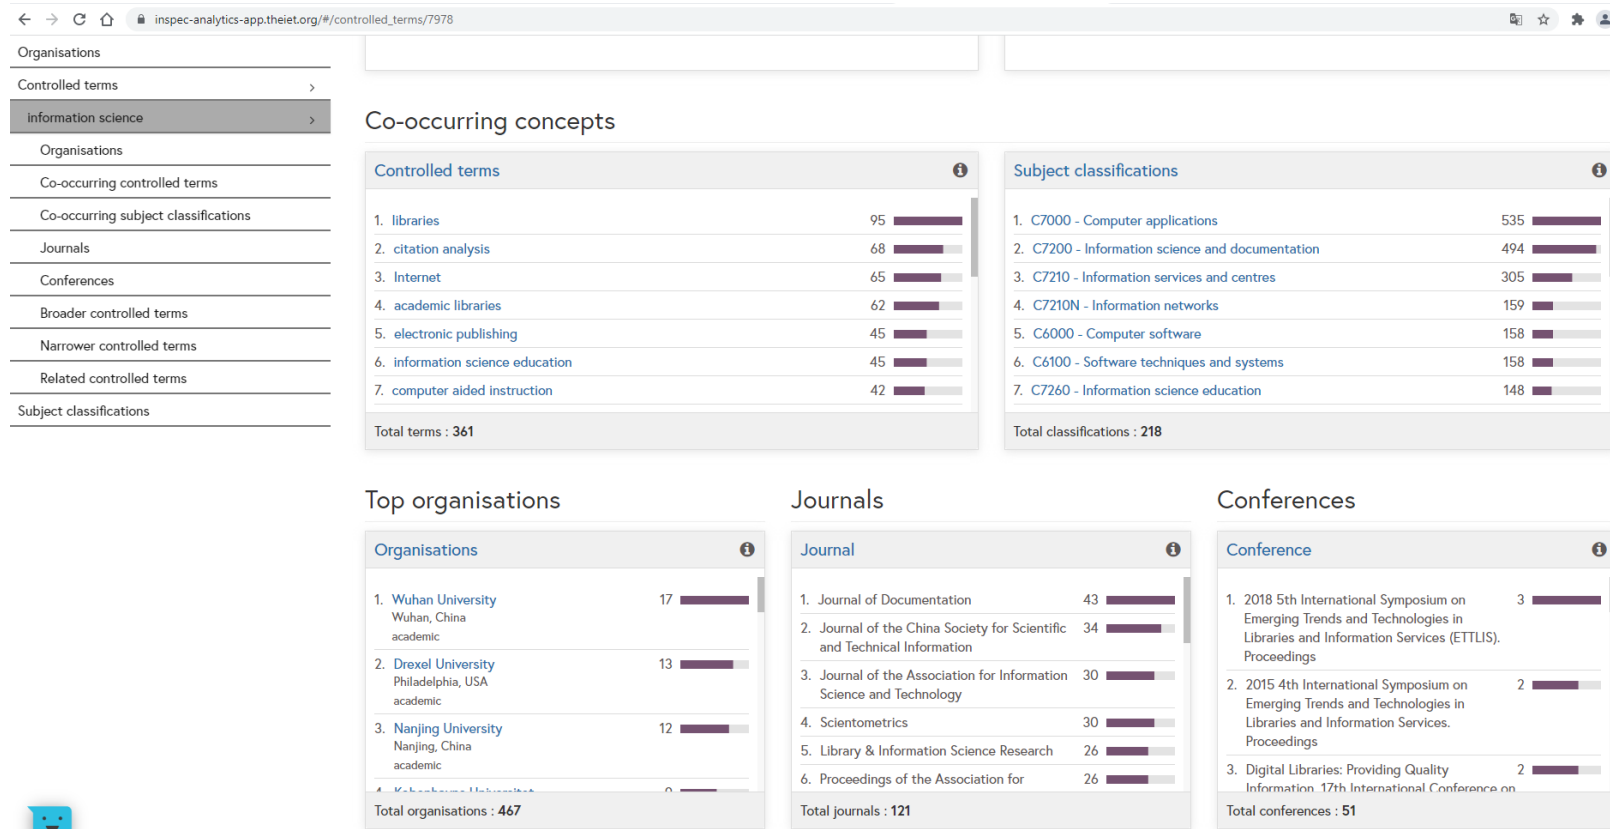 inspec-analytics-app.theiet.org/#/controlled_terms/7978
Organisations
Controlled terms
information science
Organisations
Co-occurring controlled terms
Co-occurring subject classifications
Journals
Conferences
Broader controlled terms
Narrower controlled terms
Related controlled terms
Subject classifications
Co-occurring concepts
Controlled terms
1. libraries 95
2. citation analysis 68
3. Internet 65
4. academic libraries 62
5. electronic publishing 45
6. information science education 45
7. computer aided instruction 42
Total terms : 361
Subject classifications
1. C7000 - Computer applications 535
2. C7200 - Information science and documentation 494
3. C7210 - Information services and centres 305
4. C7210N - Information networks 159
5. C6000 - Computer software 158
6. C6100 - Software techniques and systems 158
7. C7260 - Information science education 148
Total classifications : 218
Top organisations
Organisations
1. Wuhan University 17
Wuhan, China
academic
2. Drexel University 13
Philadelphia, USA
academic
3. Nanjing University 12
Nanjing, China
academic
Total organisations : 467
Journals
Journal
1. Journal of Documentation 43
2. Journal of the China Society for Scientific 34
and Technical Information
3. Journal of the Association for Information 30
Science and Technology
4. Scientometrics 30
5. Library & Information Science Research 26
6. Proceedings of the Association for 26
Total journals : 121
Conferences
Conference
1. 2018 5th International Symposium on 3
Emerging Trends and Technologies in
Libraries and Information Services (ETTLIS).
Proceedings
2. 2015 4th International Symposium on 2
Emerging Trends and Technologies in
Libraries and Information Services.
Proceedings
3. Digital Libraries: Providing Quality 2
Information. 17th International Conference on
Total conferences : 51